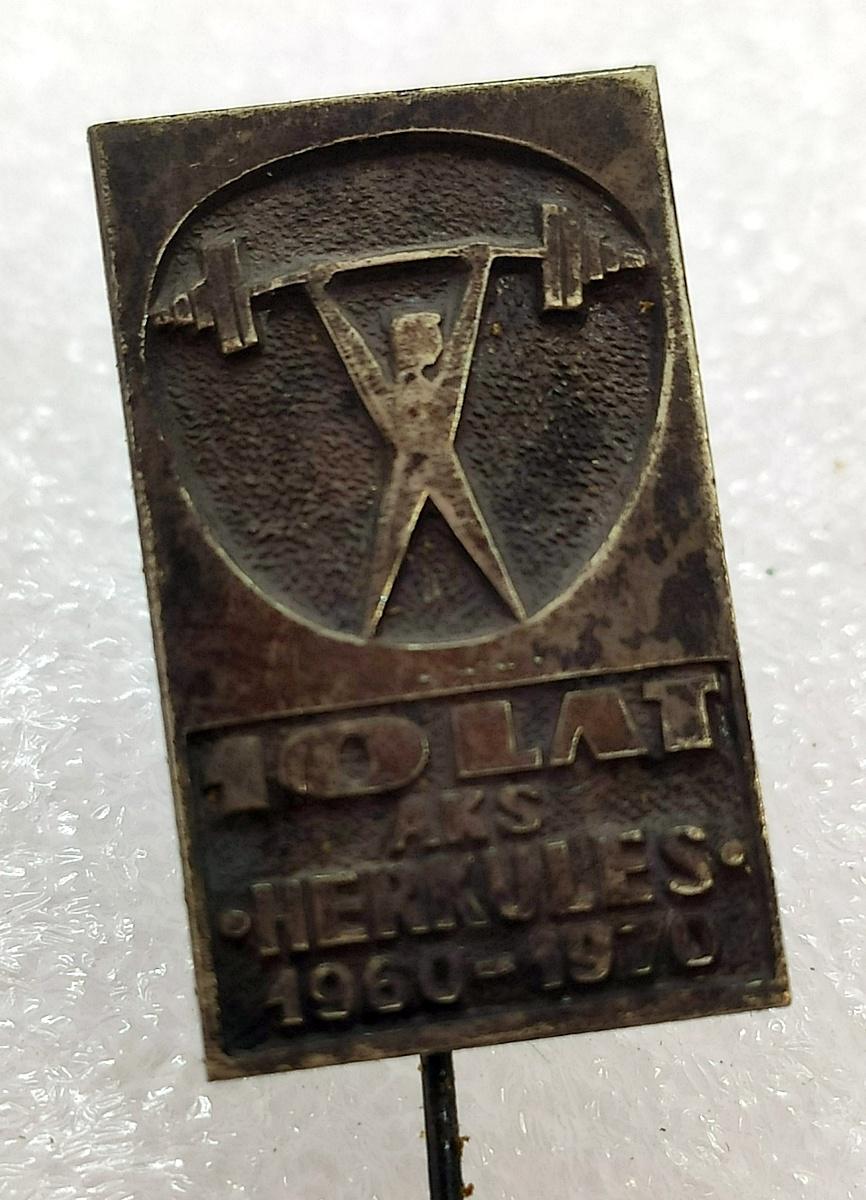 10 LAT
AKS
·HERKULES·
1960-1970